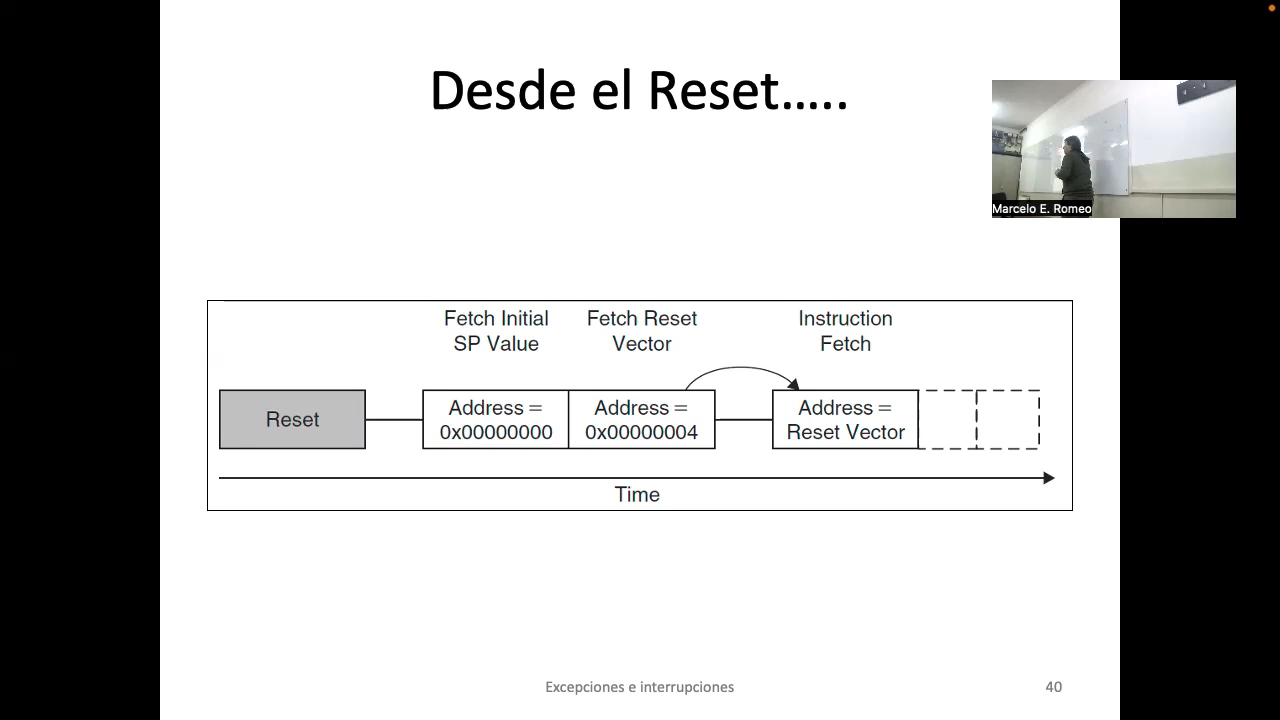 Desde el Reset.....
Marcelo E. Romeo
Fetch Initial
SP Value
Fetch Reset
Vector
Instruction
Fetch
Reset
Address =
0x00000000
Address =
0x00000004
Address =
Reset Vector
Time
Excepciones e interrupciones
40